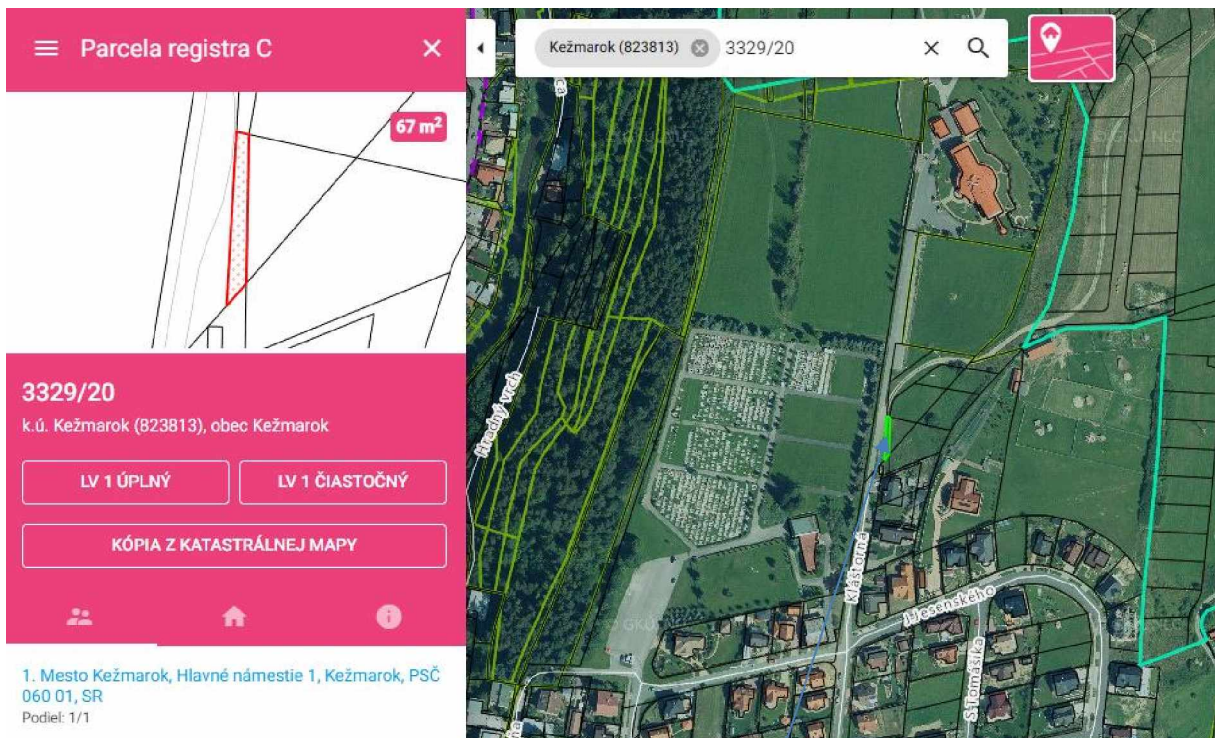 Parcela registra C
67 m²
3329/20
k.ú. Kežmarok (823813), obec Kežmarok
LV 1 ÚPLNÝ
LV 1 ČIASTOČNÝ
KÓPIA Z KATASTRÁLNEJ MAPY
1. Mesto Kežmarok, Hlavné námestie 1, Kežmarok, PSČ
060 01, SR
Podiel: 1/1
Kežmarok (823813)
3329/20
Hradný vrch
Kláštorná
J.Jesenského
S.Tomášika